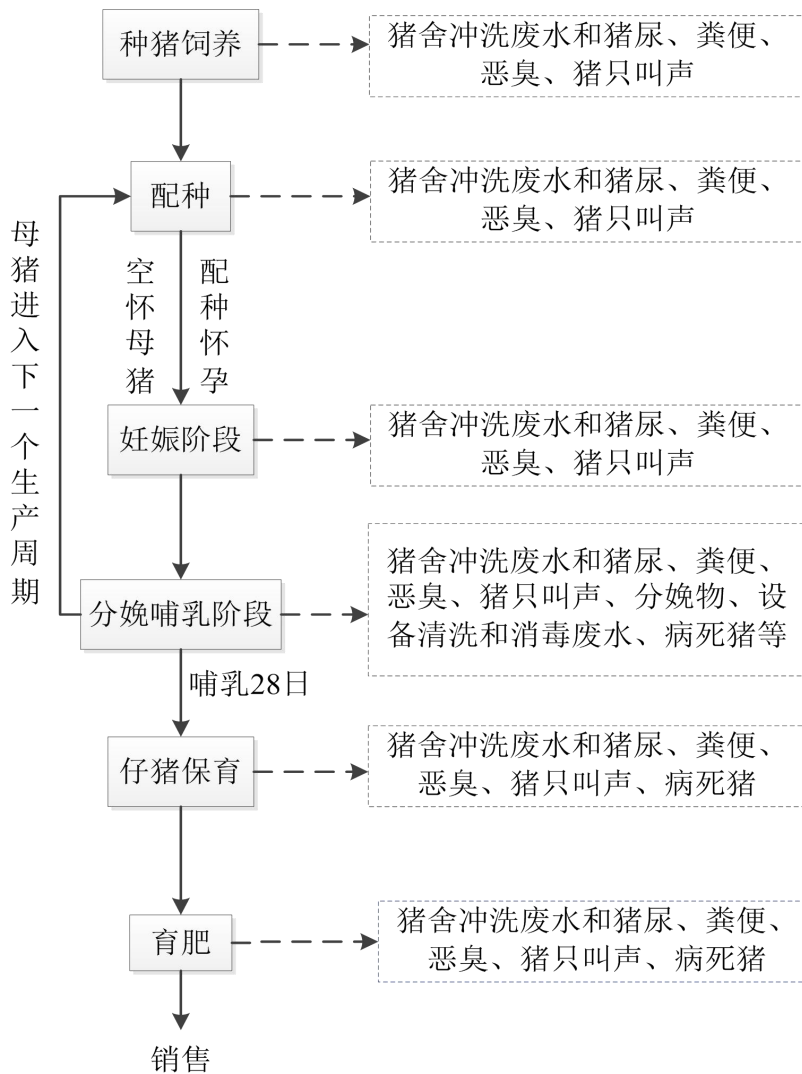 种猪饲养
猪舍冲洗废水和猪尿、粪便、
恶臭、猪只叫声
配种
猪舍冲洗废水和猪尿、粪便、
恶臭、猪只叫声
母猪进入下一个生产周期
空怀母猪
配种怀孕
妊娠阶段
猪舍冲洗废水和猪尿、粪便、
恶臭、猪只叫声
分娩哺乳阶段
猪舍冲洗废水和猪尿、粪便、
恶臭、猪只叫声、分娩物、设
备清洗和消毒废水、病死猪等
哺乳28日
仔猪保育
猪舍冲洗废水和猪尿、粪便、
恶臭、猪只叫声、病死猪
育肥
猪舍冲洗废水和猪尿、粪便、
恶臭、猪只叫声、病死猪
销售